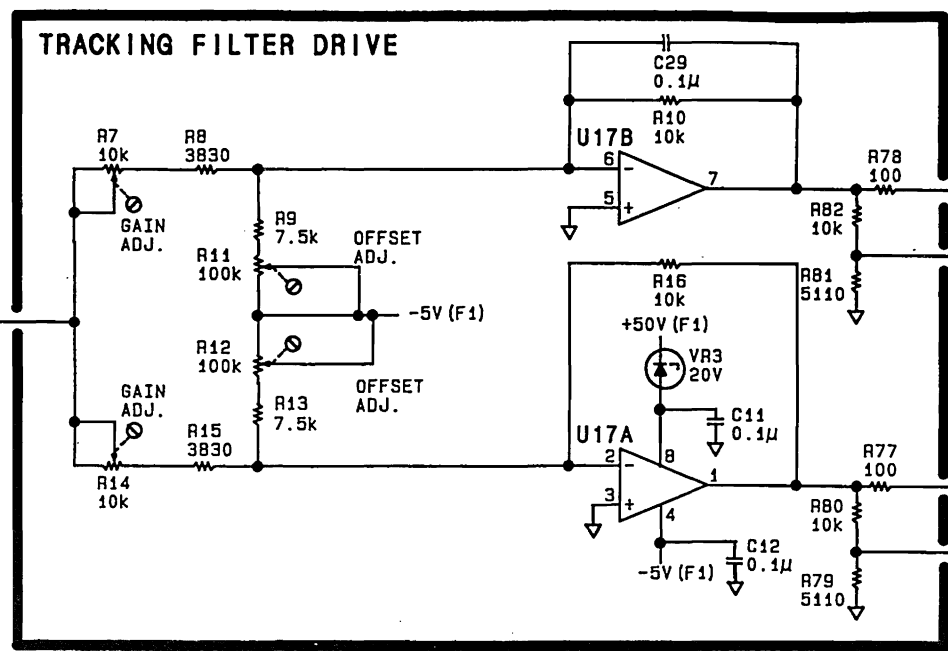 TRACKING FILTER DRIVE
C29
0.1μ
R10
10k
R7
10k
R8
3830
U17B
6
-
5
+
7
R78
100
GAIN
ADJ.
R9
7.5k
R82
10k
OFFSET
ADJ.
R11
100k
R16
10k
R81
5110
-5V(F1)
+50V(F1)
R12
100k
VR3
20V
OFFSET
ADJ.
GAIN
ADJ.
R13
7.5k
C11
0.1μ
R15
3830
U17A
8
2
-
3
+
1
4
R77
100
R14
10k
R80
10k
C12
0.1μ
-5V(F1)
R79
5110